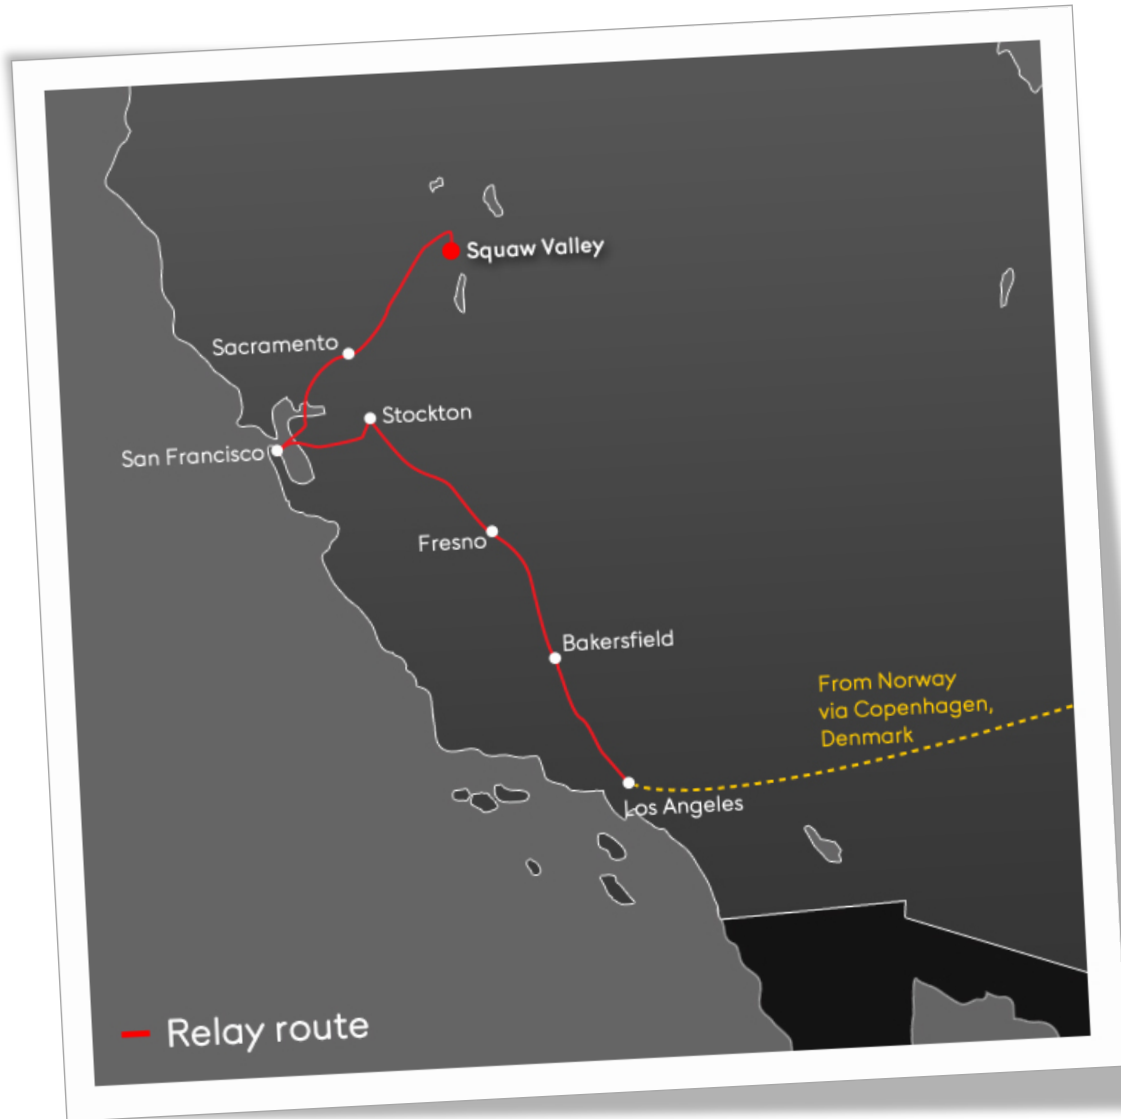 Squaw Valley
Sacramento
Stockton
San Francisco
Fresno
Bakersfield
From Norway
via Copenhagen,
Denmark
Los Angeles
Relay route